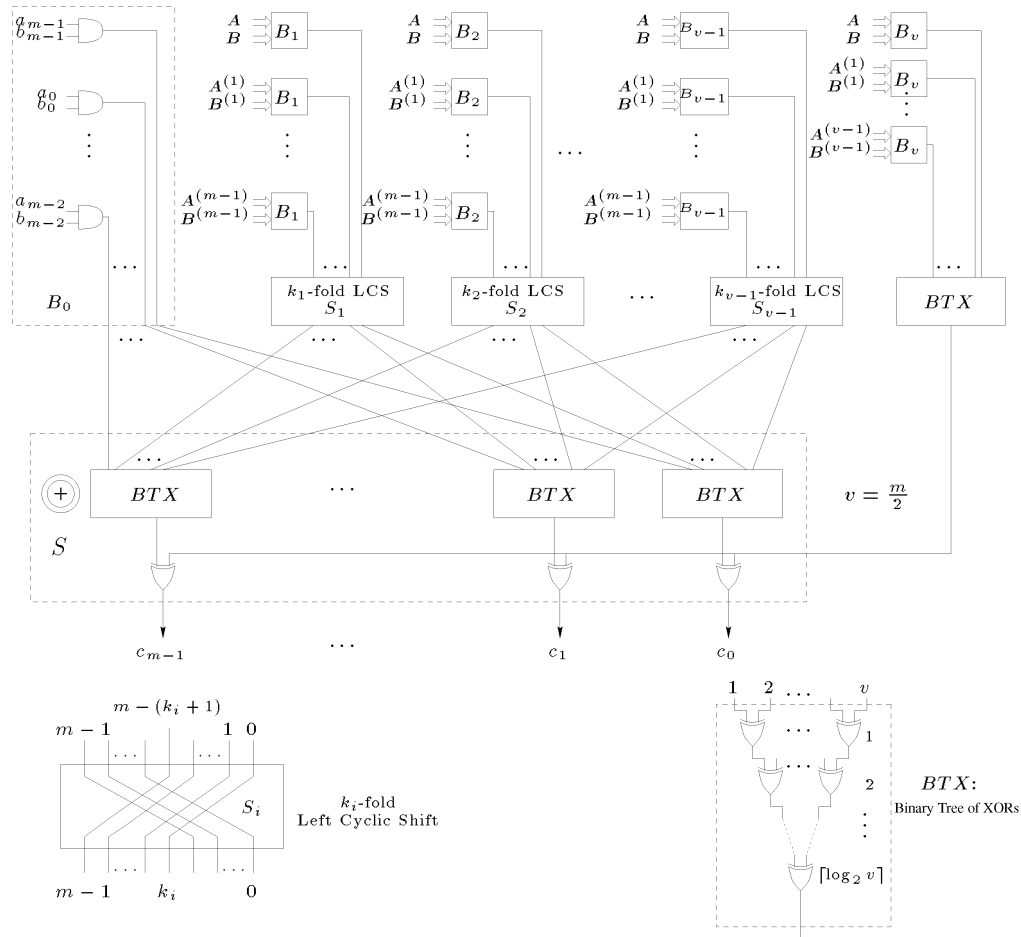 a_{m-1} A A A A
b_{m-1} B B_1 B B_2 B B_{v-1} B B_v
a_0 A^{(1)} A^{(1)} A^{(1)} A^{(1)}
b_0 B^{(1)} B_1 B^{(1)} B_2 B^{(1)} B_{v-1} B^{(1)} B_v
A^{(v-1)}
B^{(v-1)} B_v
a_{m-2} A^{(m-1)} A^{(m-1)} A^{(m-1)}
b_{m-2} B^{(m-1)} B_1 B^{(m-1)} B_2 B^{(m-1)} B_{v-1}
B_0
k_1-fold LCS k_2-fold LCS k_{v-1}-fold LCS
S_1 S_2 S_{v-1} BTX
+ BTX ... BTX BTX v = \frac{m}{2}
S
c_{m-1} ... c_1 c_0
m-(k_i+1)
m-1 ... ... 1 0
S_i
k_i-fold
Left Cyclic Shift
m-1 ... k_i ... 0
1 2 ... v
... 1
... 2
BTX:
Binary Tree of XORs
⌈log_2 v⌉